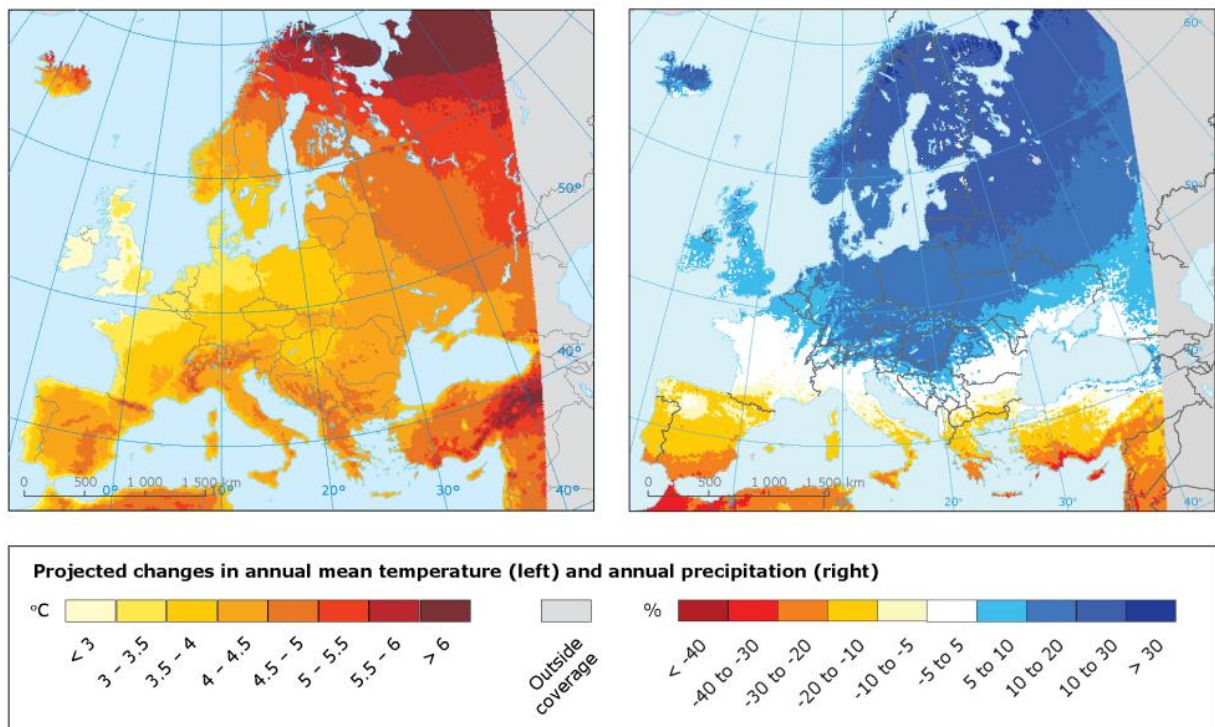 60°
50°
50°
40°
40°
0 500 1 000 1 500 km
0° 10° 20° 30° 40°
0 500 1 000 1 500 km
20° 30° 40°
Projected changes in annual mean temperature (left) and annual precipitation (right)
°C
< 3
3 – 3.5
3.5 – 4
4 – 4.5
4.5 – 5
5 – 5.5
5.5 – 6
> 6
Outside
coverage
%
< -40
-40 to -30
-30 to -20
-20 to -10
-10 to -5
-5 to 5
5 to 10
10 to 20
10 to 30
> 30